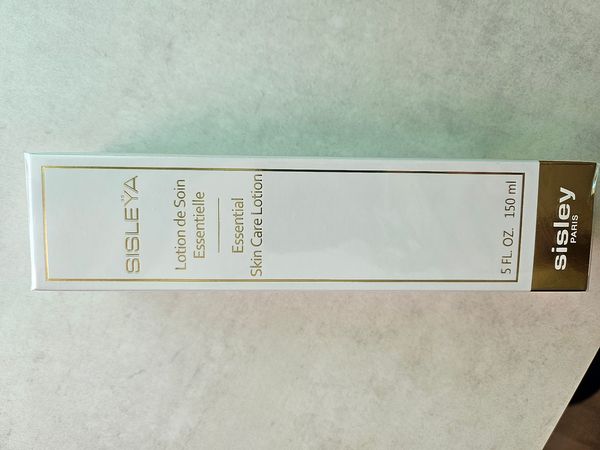 SISLEŸA
Lotion de Soin
Essentielle
Essential
Skin Care Lotion
5 FL. OZ. 150 ml
sisley
PARIS